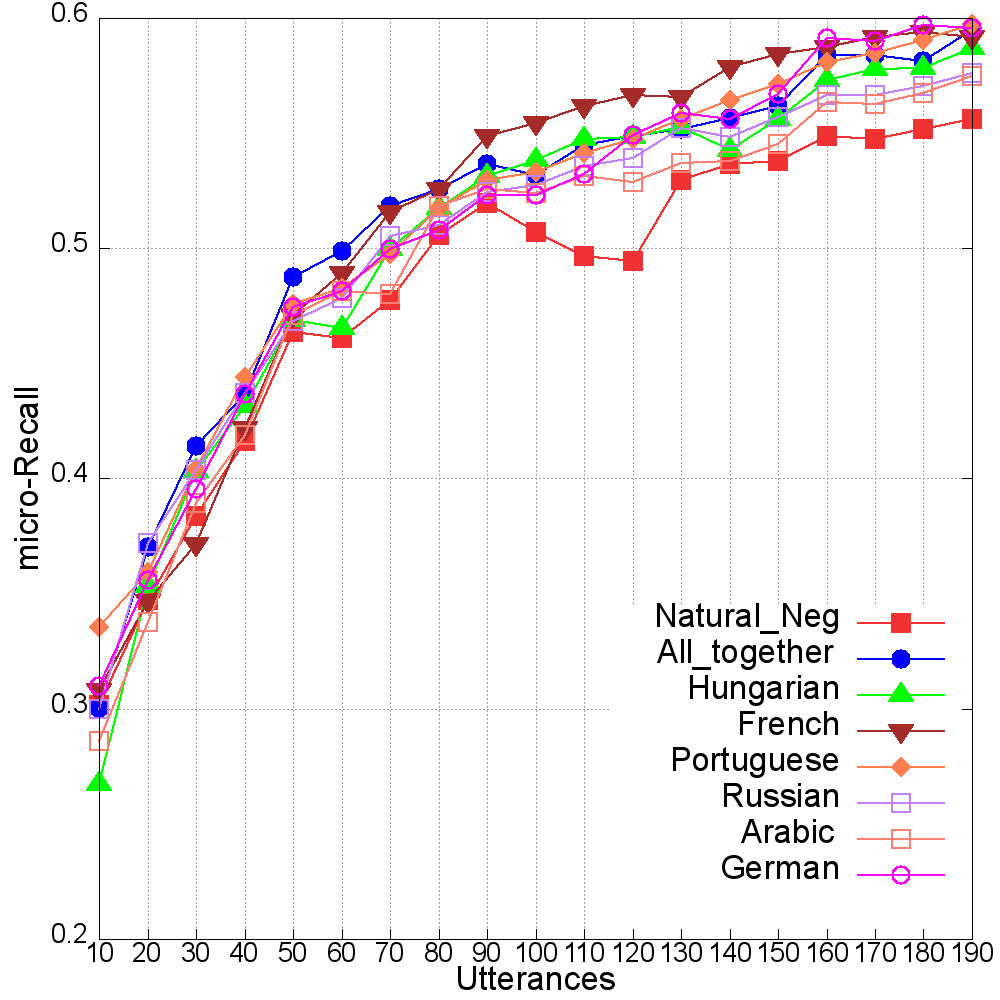 0.6
0.5
0.4
0.3
0.2
micro-Recall
Natural_Neg
All_together
Hungarian
French
Portuguese
Russian
Arabic
German
10 20 30 40 50 60 70 80 90 100 110 120 130 140 150 160 170 180 190
Utterances